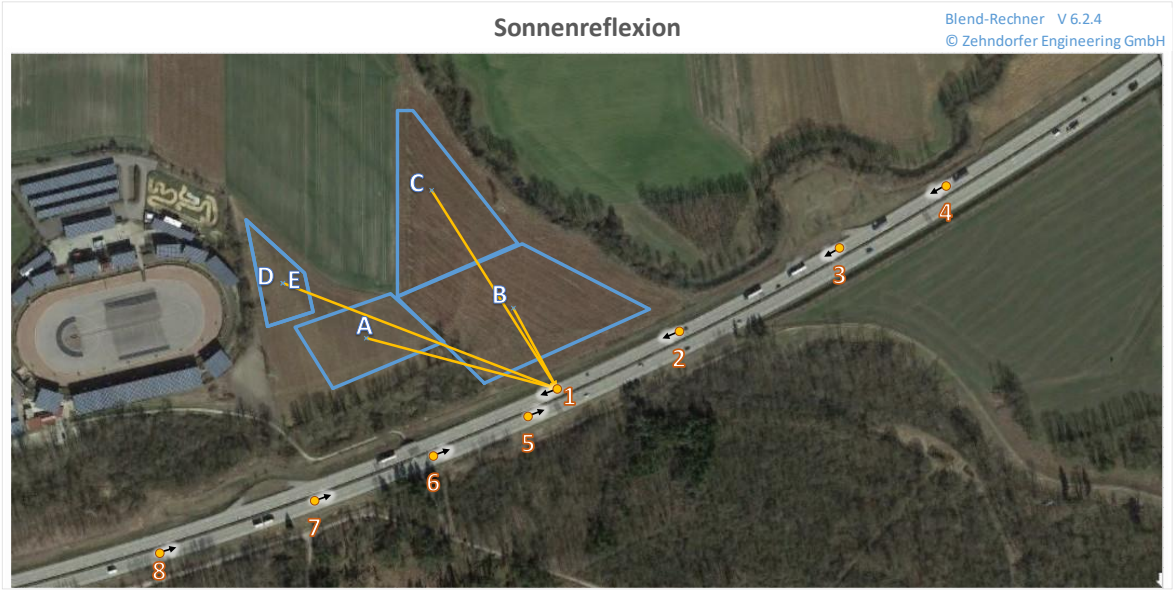 Sonnenreflexion
Blend-Rechner V 6.2.4
© Zehndorfer Engineering GmbH
C
4
3
D
E
B
A
2
1
5
6
7
8